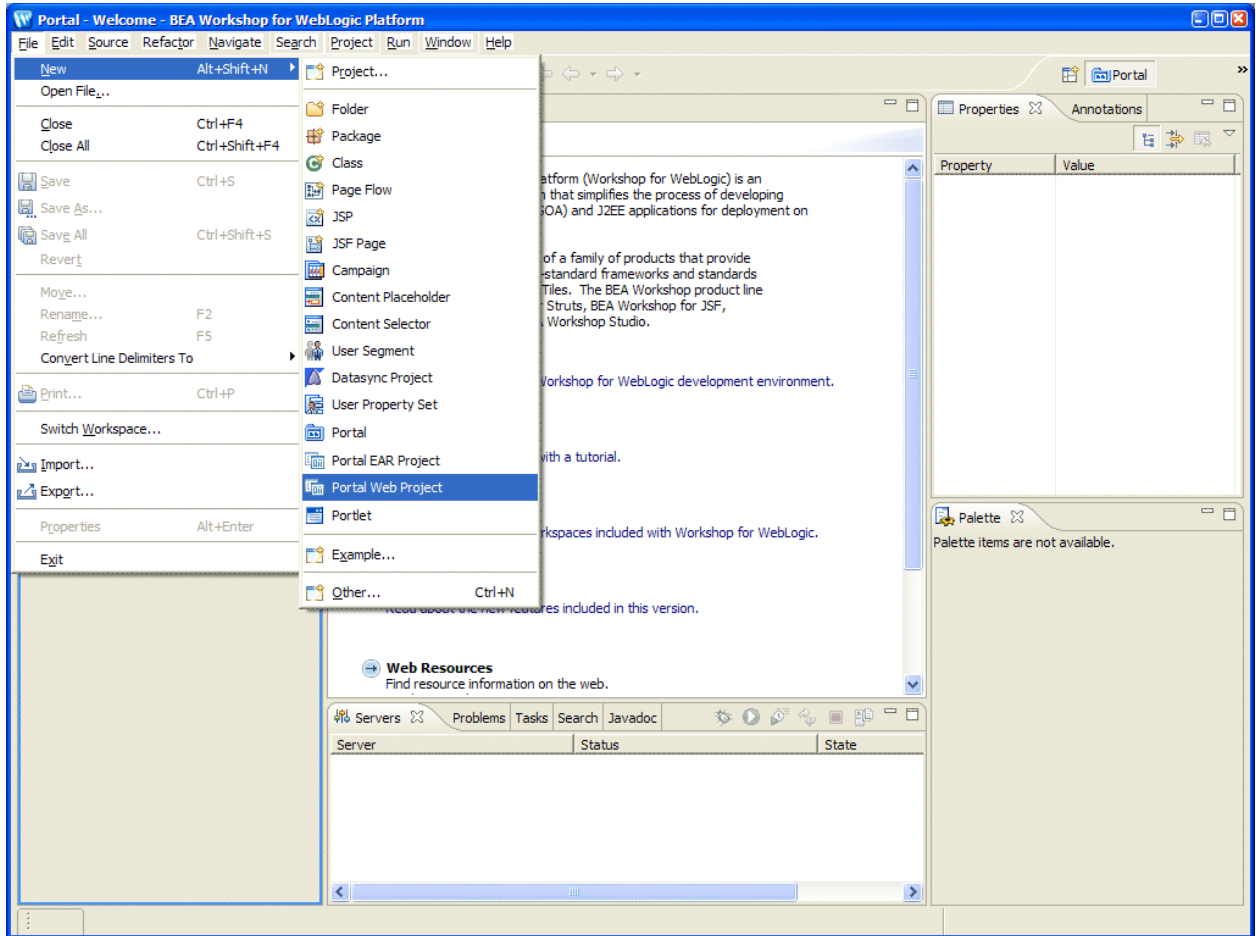 Portal - Welcome - BEA Workshop for WebLogic Platform
File Edit Source Refactor Navigate Search Project Run Window Help
New Alt+Shift+N
Open File...
Close Ctrl+F4
Close All Ctrl+Shift+F4
Save Ctrl+S
Save As...
Save All Ctrl+Shift+S
Revert
Move...
Rename... F2
Refresh F5
Convert Line Delimiters To
Print... Ctrl+P
Switch Workspace...
Import...
Export...
Properties Alt+Enter
Exit
Project...
Folder
Package
Class
Page Flow
JSP
JSF Page
Campaign
Content Placeholder
Content Selector
User Segment
Datasync Project
User Property Set
Portal
Portal EAR Project
Portal Web Project
Portlet
Example...
Other... Ctrl+N
atform (Workshop for WebLogic) is an
that simplifies the process of developing
OA) and J2EE applications for deployment on
of a family of products that provide
-standard frameworks and standards
Tiles. The BEA Workshop product line
Struts, BEA Workshop for JSF,
Workshop Studio.
Workshop for WebLogic development environment.
with a tutorial.
rkspaces included with Workshop for WebLogic.
Read about the new features included in this version.
Web Resources
Find resource information on the web.
Portal
Properties Annotations
Property Value
Palette
Palette items are not available.
Servers Problems Tasks Search Javadoc
Server Status State